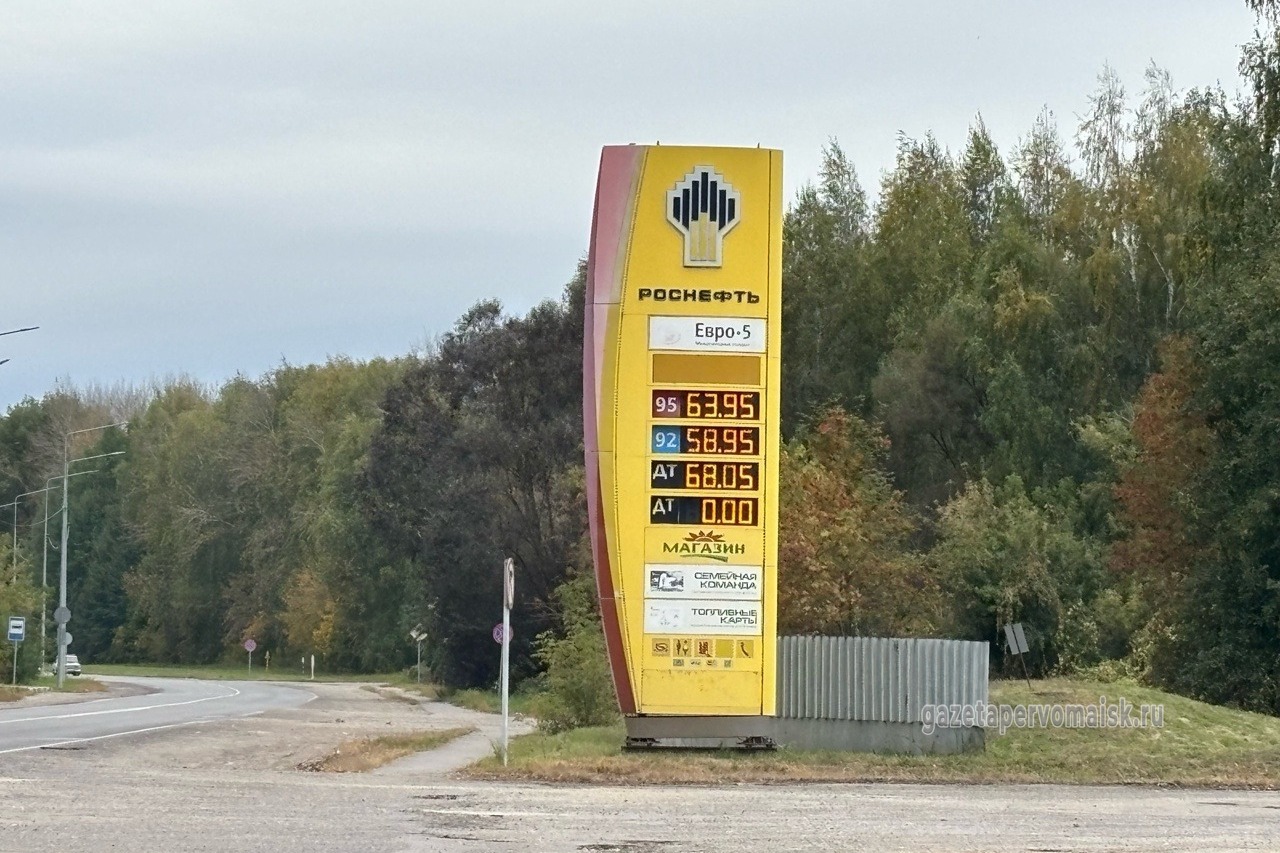 РОСНЕФТЬ
Евро•5
95 63.95
92 58.95
ДТ 68.05
ДТ 0.00
МАГАЗИН
СЕМЕЙНАЯ
КОМАНДА
ТОПЛИВНЫЕ
КАРТЫ
gazetapervomaisk.ru